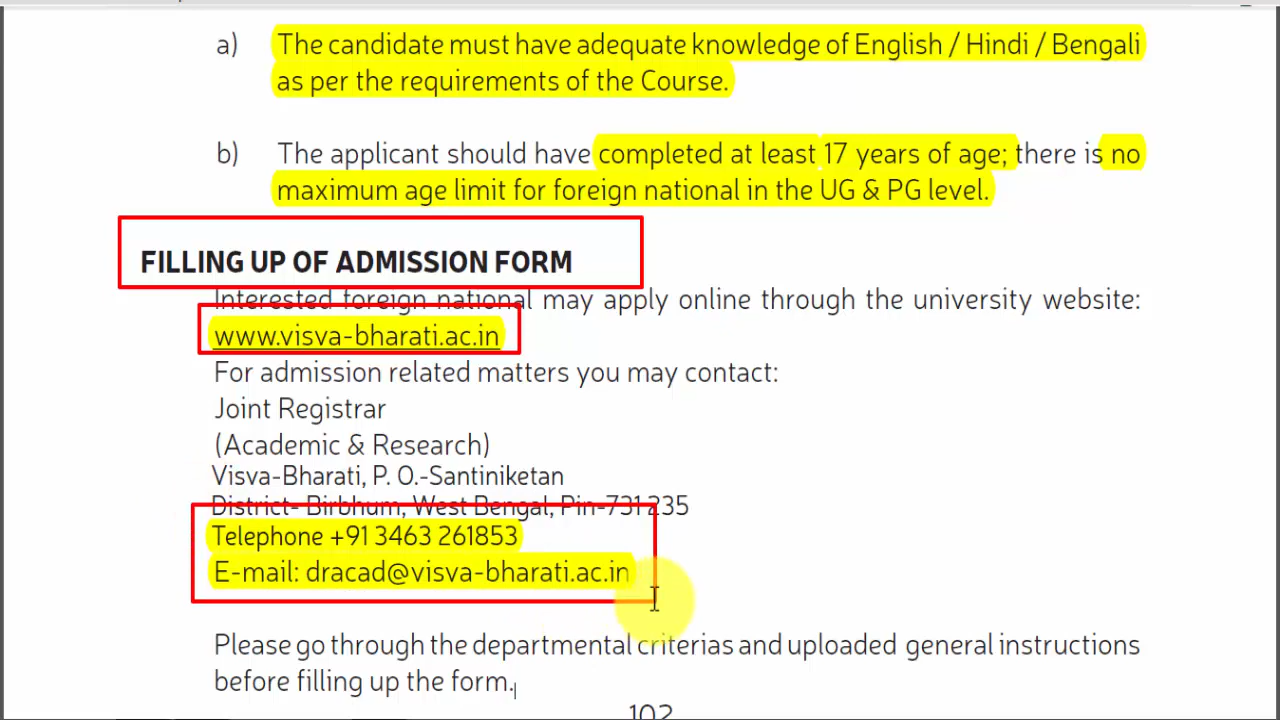 a) The candidate must have adequate knowledge of English / Hindi / Bengali
as per the requirements of the Course.
b) The applicant should have completed at least 17 years of age; there is no
maximum age limit for foreign national in the UG & PG level.
FILLING UP OF ADMISSION FORM
Interested foreign national may apply online through the university website:
www.visva-bharati.ac.in
For admission related matters you may contact:
Joint Registrar
(Academic & Research)
Visva-Bharati, P. O.-Santiniketan
District- Birbhum, West Bengal, Pin-731235
Telephone +91 3463 261853
E-mail: dracad@visva-bharati.ac.in
Please go through the departmental criterias and uploaded general instructions
before filling up the form.
102